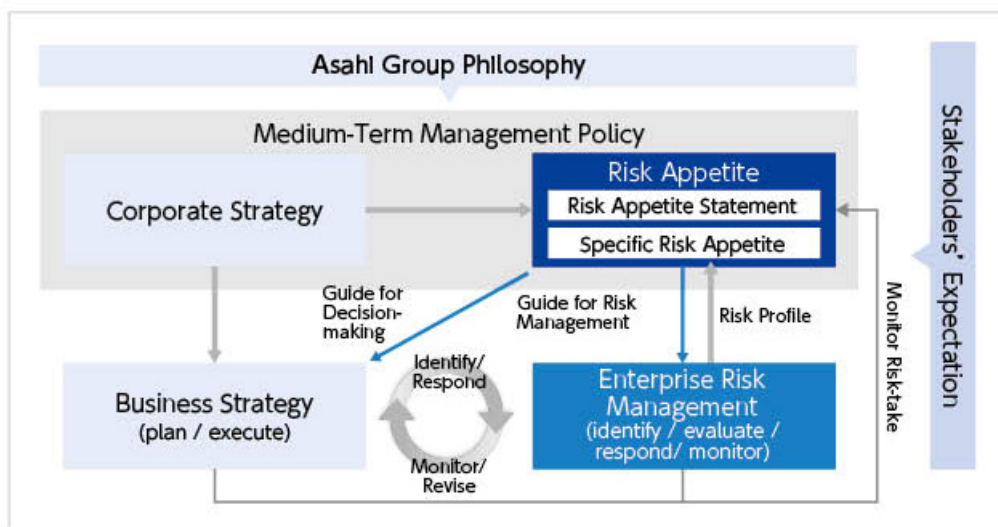 Asahi Group Philosophy
Medium-Term Management Policy
Corporate Strategy
Risk Appetite
Risk Appetite Statement
Specific Risk Appetite
Guide for
Decision-
making
Guide for Risk
Management
Risk Profile
Business Strategy
(plan / execute)
Identify/
Respond
Monitor/
Revise
Enterprise Risk
Management
(identify / evaluate /
respond/ monitor)
Monitor Risk-take
Stakeholders' Expectation